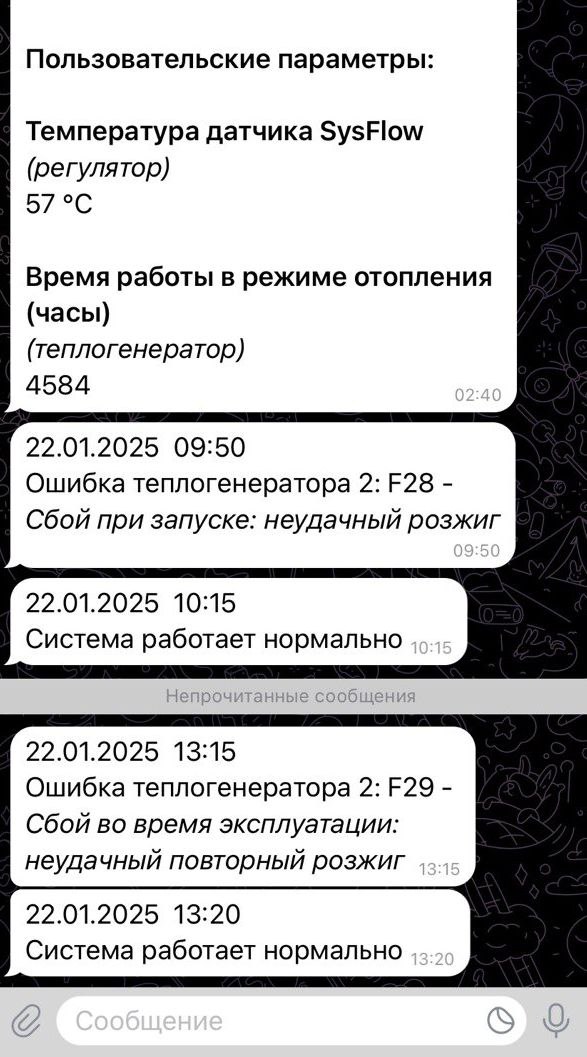 Пользовательские параметры:
Температура датчика SysFlow
(регулятор)
57 °C
Время работы в режиме отопления
(часы)
(теплогенератор)
4584
02:40
22.01.2025 09:50
Ошибка теплогенератора 2: F28 -
Сбой при запуске: неудачный розжиг
09:50
22.01.2025 10:15
Система работает нормально 10:15
Непрочитанные сообщения
22.01.2025 13:15
Ошибка теплогенератора 2: F29 -
Сбой во время эксплуатации:
неудачный повторный розжиг 13:15
22.01.2025 13:20
Система работает нормально 13:20
Сообщение